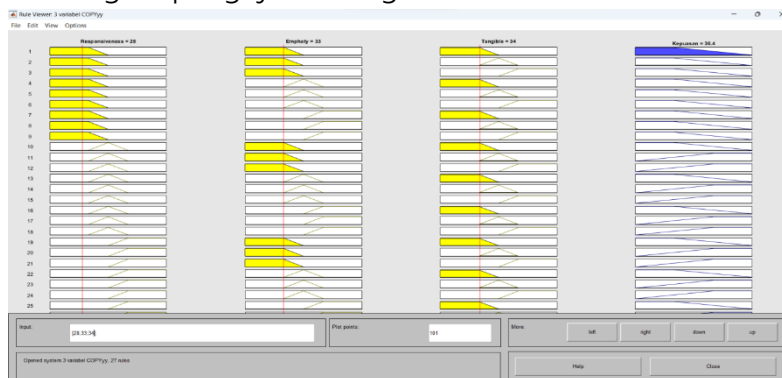 Rule Viewer: 3 variabel COPYyy
File Edit View Options
Responsiveness = 28
Emphety = 33
Tangible = 34
Kepuasan = 36.4
1
2
3
4
5
6
7
8
9
10
11
12
13
14
15
16
17
18
19
20
21
22
23
24
25
Input:
[28;33;34]
Plot points:
101
Move:
left
right
down
up
Opened system 3 variabel COPYyy, 27 rules
Help
Close